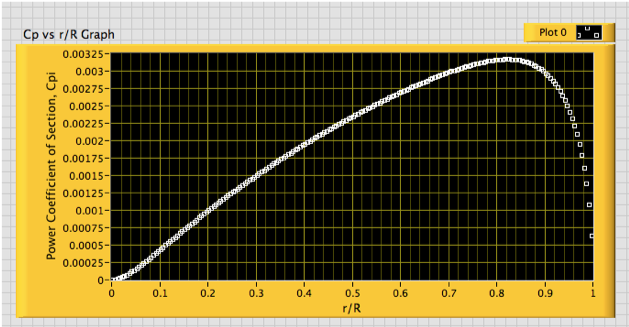 Cp vs r/R Graph
Plot 0
Power Coefficient of Section, Cpi
0.00325
0.003
0.00275
0.0025
0.00225
0.002
0.00175
0.0015
0.00125
0.001
0.00075
0.0005
0.00025
0
0 0.1 0.2 0.3 0.4 0.5 0.6 0.7 0.8 0.9 1
r/R